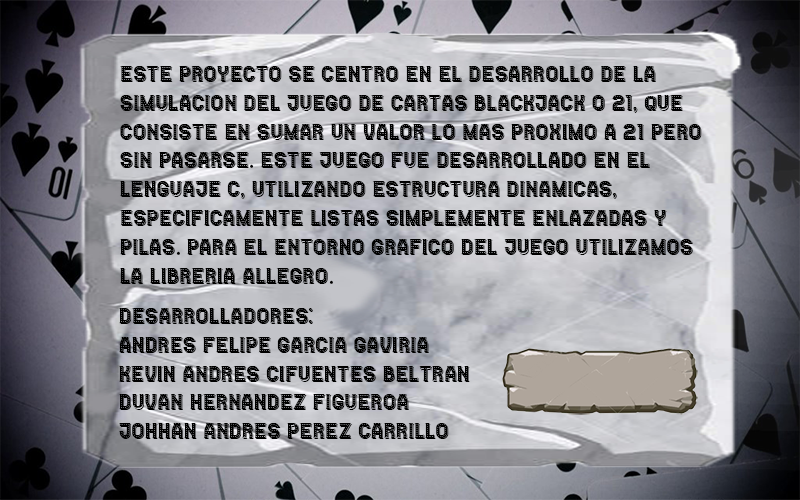 ESTE PROYECTO SE CENTRO EN EL DESARROLLO DE LA
SIMULACION DEL JUEGO DE CARTAS BLACKJACK O 21, QUE
CONSISTE EN SUMAR UN VALOR LO MAS PROXIMO A 21 PERO
SIN PASARSE. ESTE JUEGO FUE DESARROLLADO EN EL
LENGUAJE C, UTILIZANDO ESTRUCTURA DINAMICAS,
ESPECIFICAMENTE LISTAS SIMPLEMENTE ENLAZADAS Y
PILAS. PARA EL ENTORNO GRAFICO DEL JUEGO UTILIZAMOS
LA LIBRERIA ALLEGRO.
DESARROLLADORES:
ANDRES FELIPE GARCIA GAVIRIA
KEVIN ANDRES CIFUENTES BELTRAN
DUVAN HERNANDEZ FIGUEROA
JOHHAN ANDRES PEREZ CARRILLO
10
6